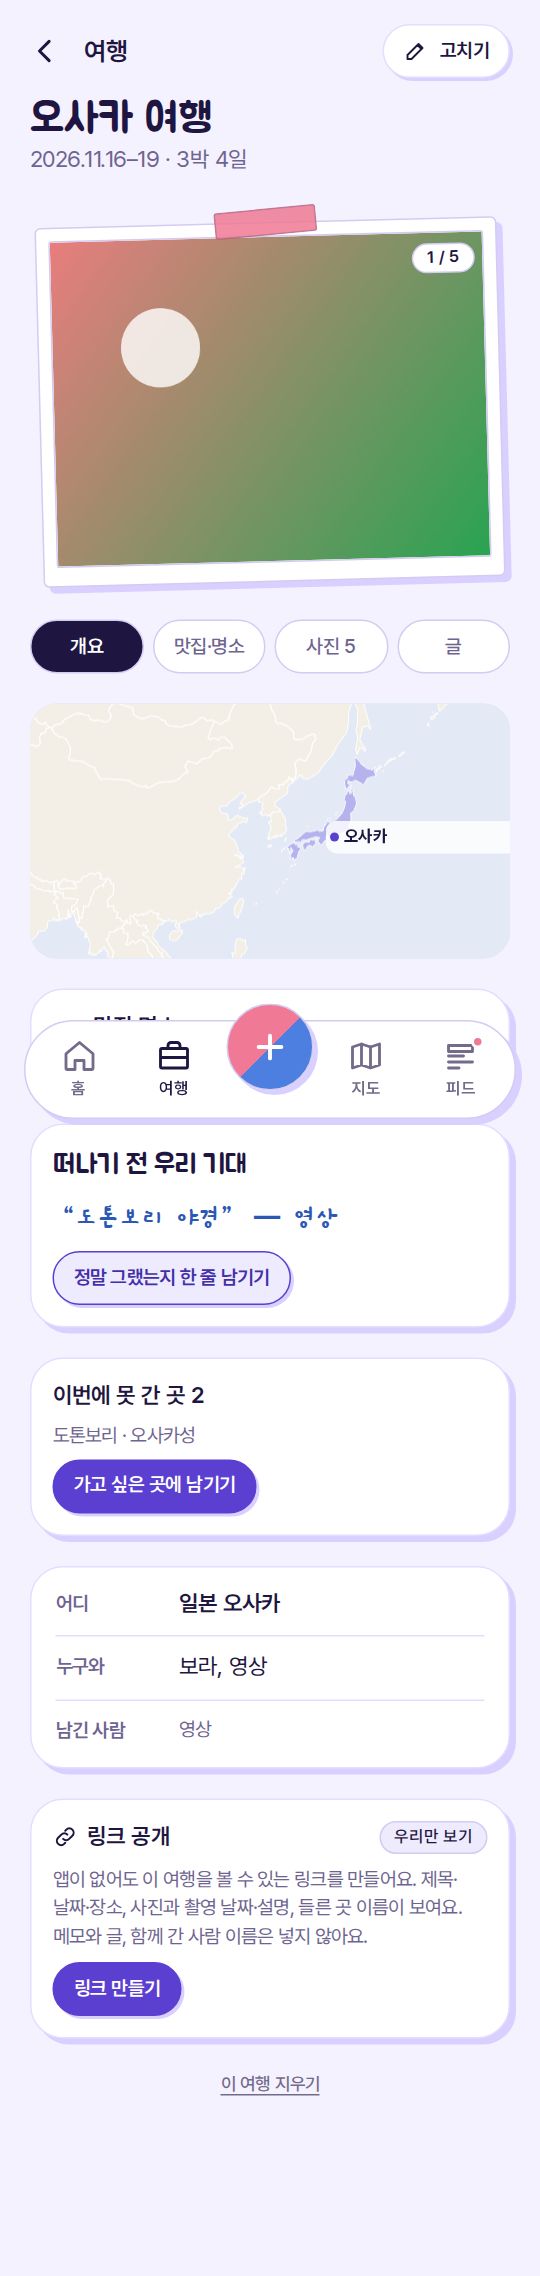 여행
고치기
오사카 여행
2026.11.16–19 · 3박 4일
1 / 5
개요
맛집·명소
사진 5
글
오사카
홈
여행
지도
피드
떠나기 전 우리 기대
“도톤보리 야경” — 영상
정말 그랬는지 한 줄 남기기
이번에 못 간 곳 2
도톤보리 · 오사카성
가고 싶은 곳에 남기기
어디
일본 오사카
누구와
보라, 영상
남긴 사람
영상
링크 공개
우리만 보기
앱이 없어도 이 여행을 볼 수 있는 링크를 만들어요. 제목·
날짜·장소, 사진과 촬영 날짜·설명, 들른 곳 이름이 보여요.
메모와 글, 함께 간 사람 이름은 넣지 않아요.
링크 만들기
이 여행 지우기